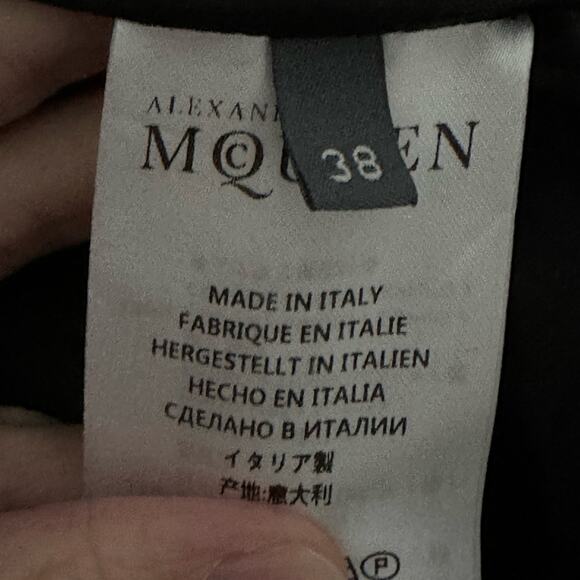 ALEXAN
MCQU EN
38
MADE IN ITALY
FABRIQUE EN ITALIE
HERGESTELLT IN ITALIEN
HECHO EN ITALIA
СДЕЛАНО В ИТАЛИИ
イタリア製
产地:意大利
A Ⓟ